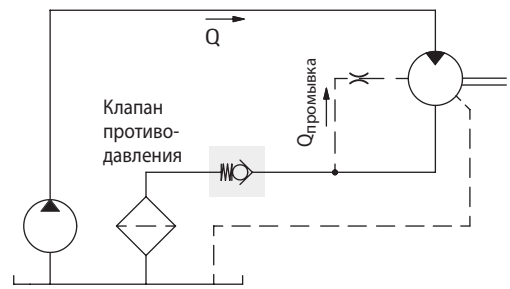 Q
Qпромывка
Клапан
противо-
давления